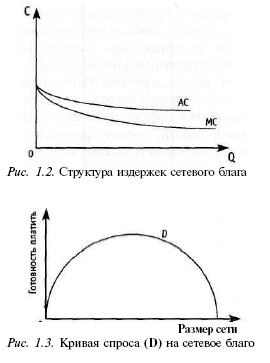 C
AC
MC
0
Q
Рис. 1.2. Структура издержек сетевого блага
Готовность платить
D
Размер сети
Рис. 1.3. Кривая спроса (D) на сетевое благо